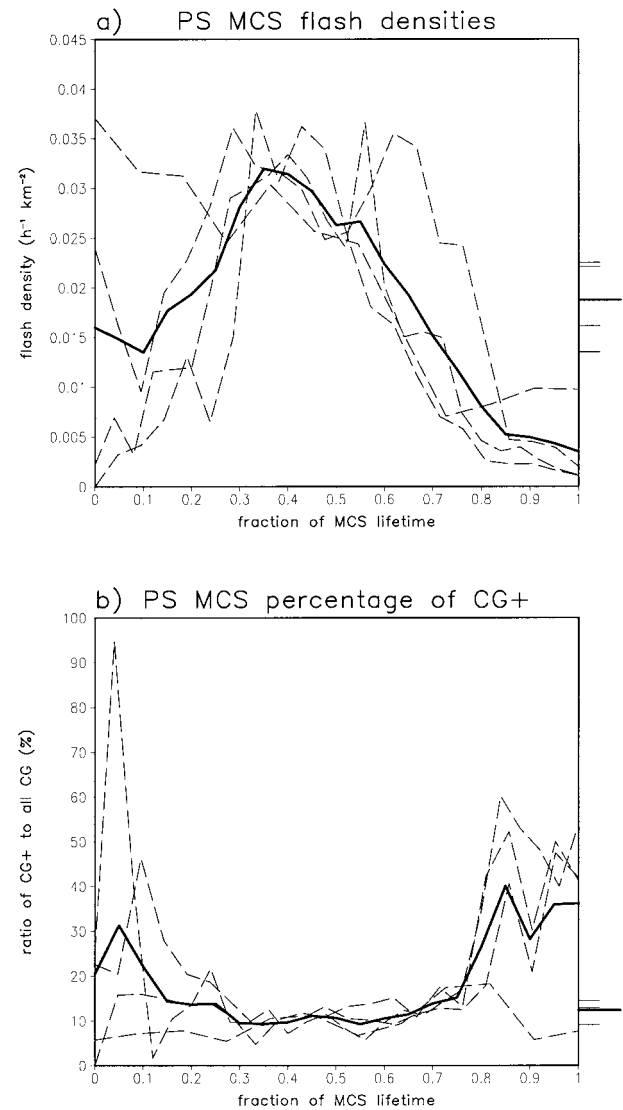 a) PS MCS flash densities
0.045
0.04
0.035
0.03
0.025
0.02
0.015
0.01
0.005
0
flash density (h⁻¹ km⁻²)
0 0.1 0.2 0.3 0.4 0.5 0.6 0.7 0.8 0.9 1
fraction of MCS lifetime
b) PS MCS percentage of CG+
100
90
80
70
60
50
40
30
20
10
0
ratio of CG+ to all CG (%)
0 0.1 0.2 0.3 0.4 0.5 0.6 0.7 0.8 0.9 1
fraction of MCS lifetime